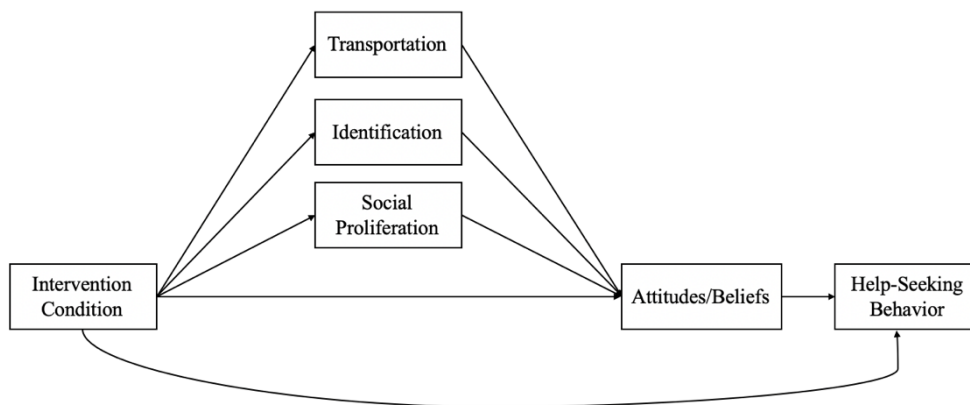 Transportation
Identification
Social
Proliferation
Intervention
Condition
Attitudes/Beliefs
Help-Seeking
Behavior